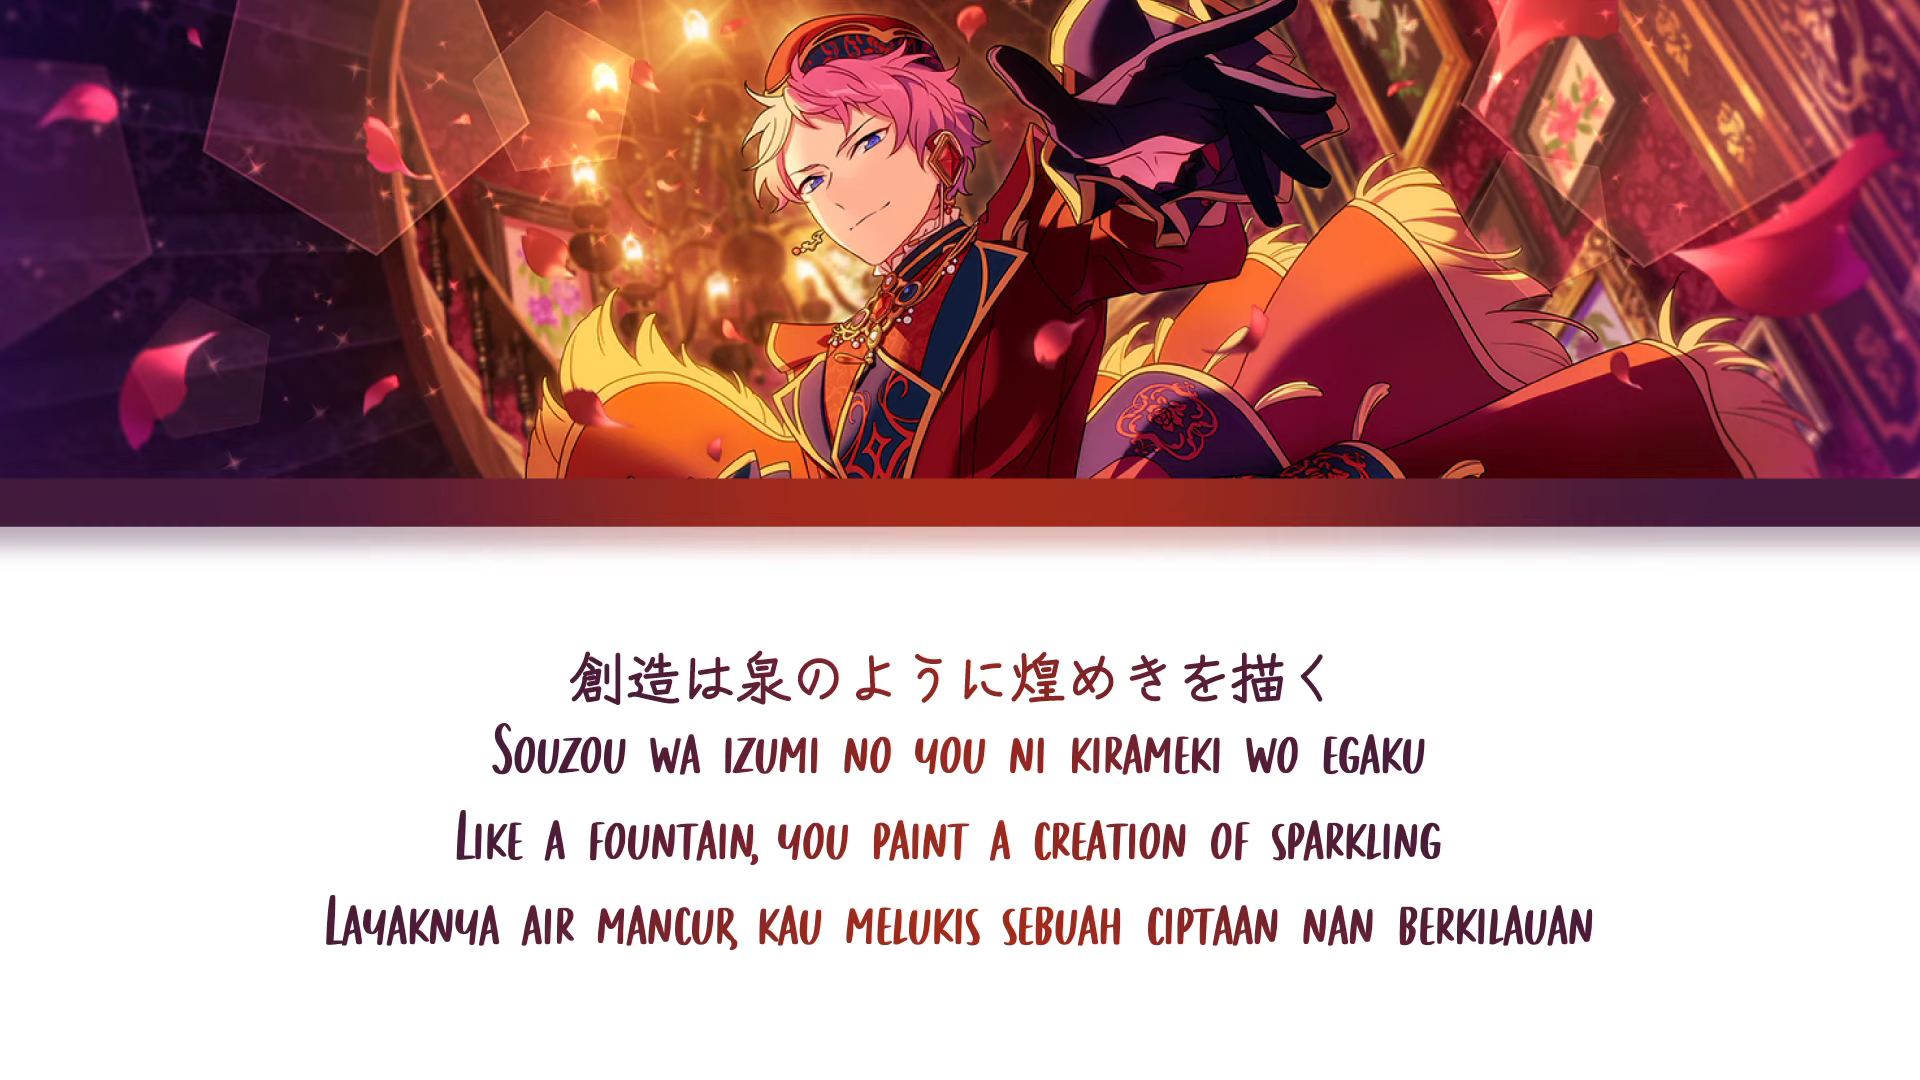 創造は泉のように煌めきを描く
Souzou wa izumi no you ni kirameki wo egaku
Like a fountain, you paint a creation of sparkling
Layaknya air mancur, kau melukis sebuah ciptaan nan berkilauan